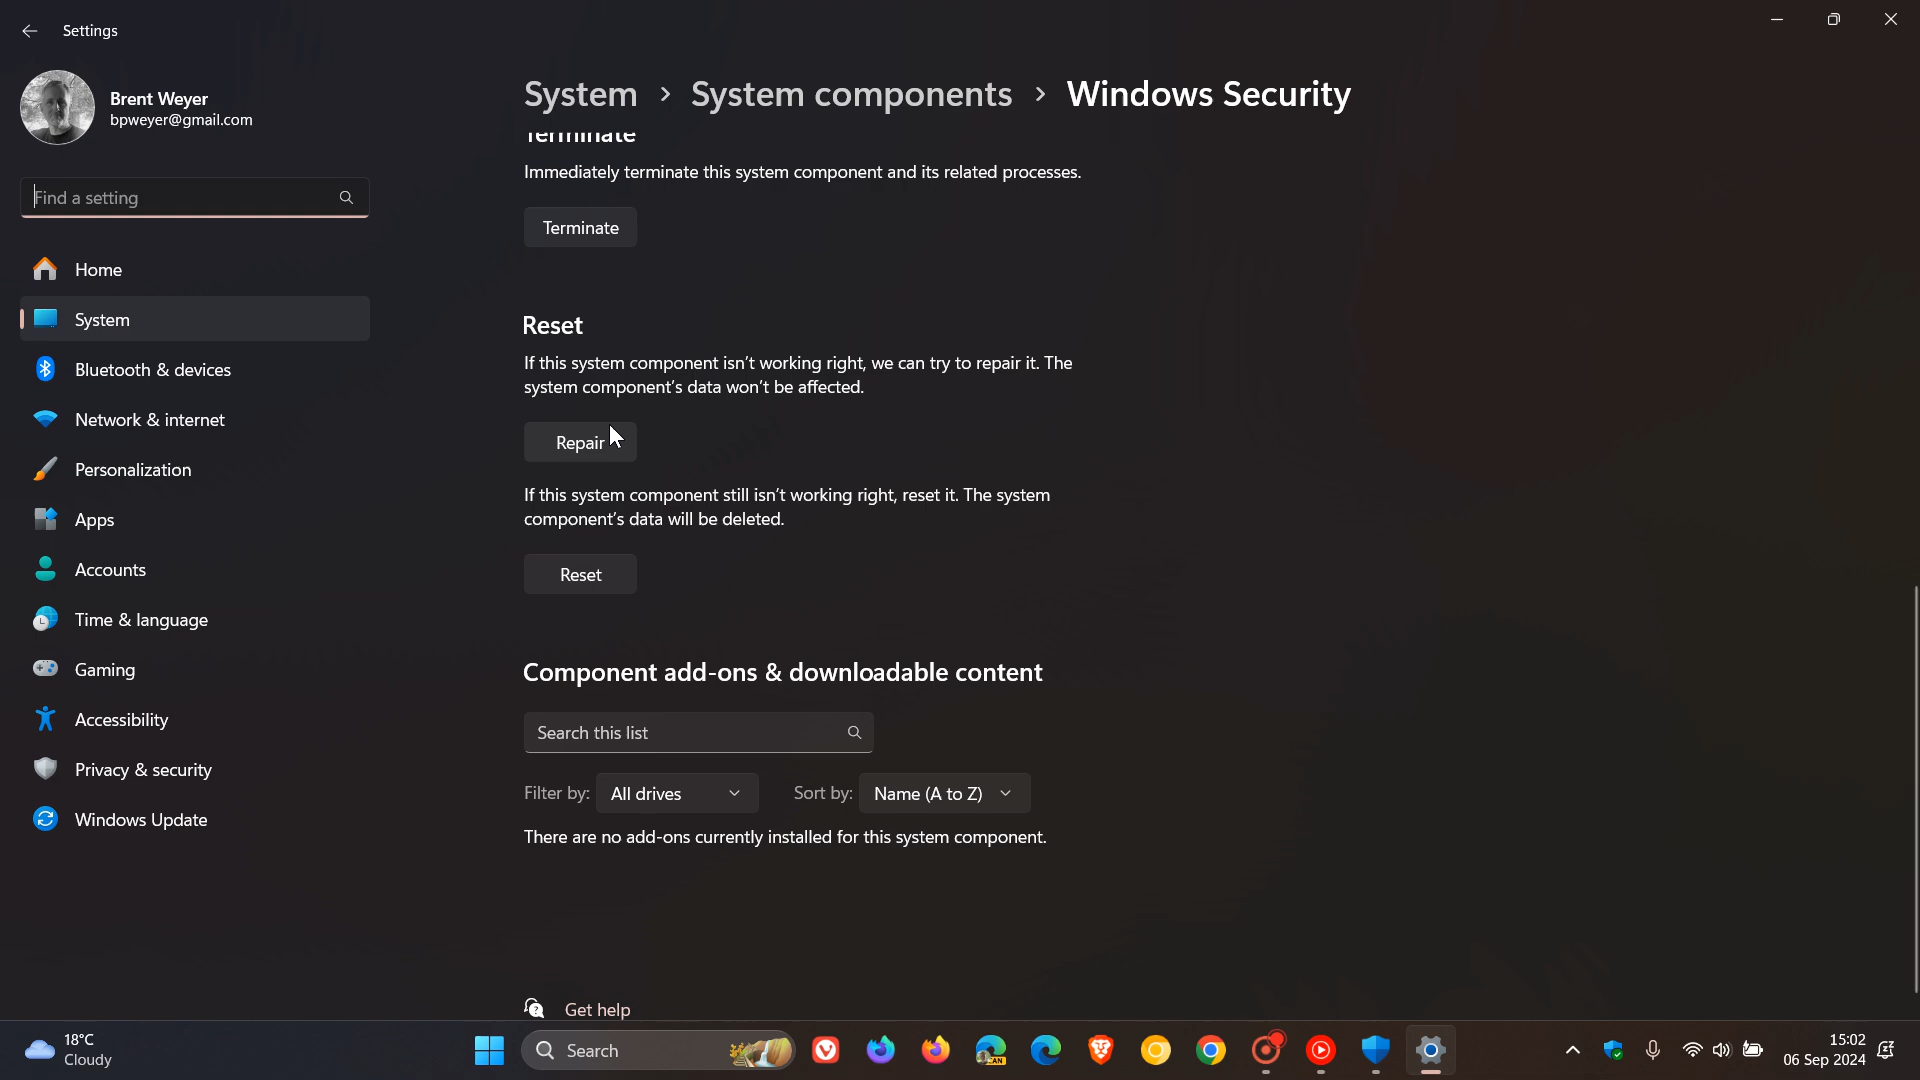 Settings
Brent Weyer
bpweyer@gmail.com
Find a setting
Home
System
Bluetooth & devices
Network & internet
Personalization
Apps
Accounts
Time & language
Gaming
Accessibility
Privacy & security
Windows Update
System > System components > Windows Security
Terminate
Immediately terminate this system component and its related processes.
Terminate
Reset
If this system component isn't working right, we can try to repair it. The
system component's data won't be affected.
Repair
If this system component still isn't working right, reset it. The system
component's data will be deleted.
Reset
Component add-ons & downloadable content
Search this list
Filter by: All drives Sort by: Name (A to Z)
There are no add-ons currently installed for this system component.
Get help
18°C
Cloudy
Search
CAN
15:02
06 Sep 2024